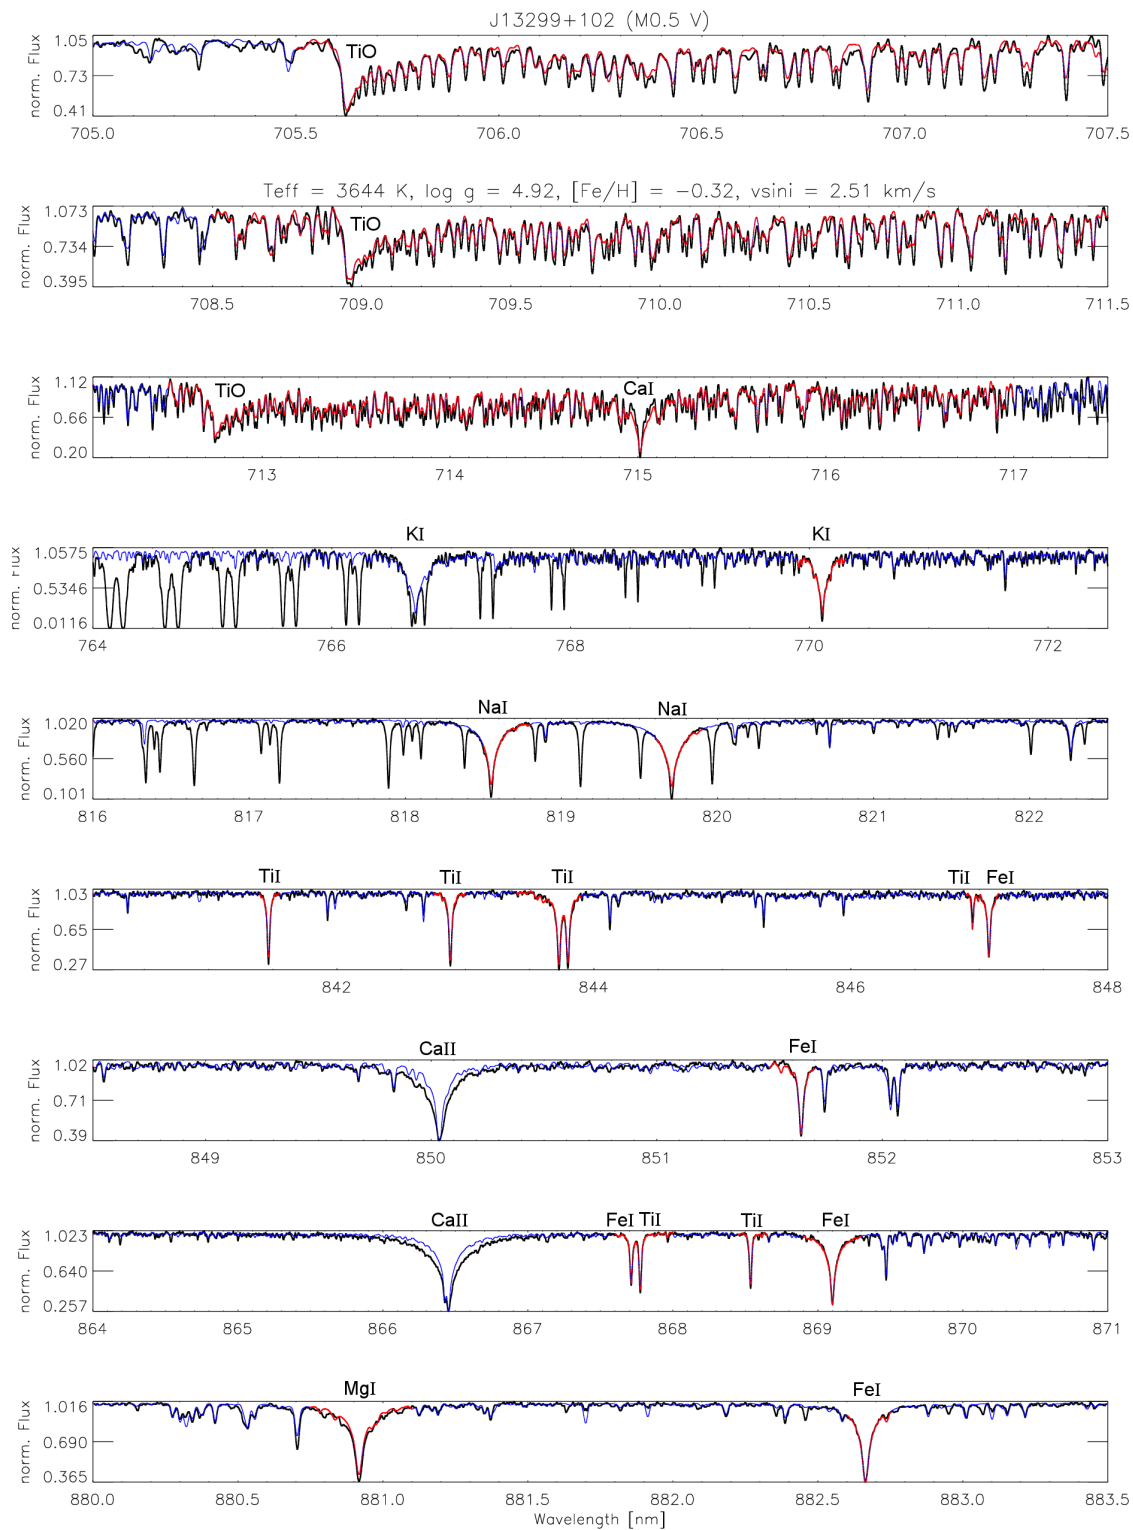 J13299+102 (M0.5 V)
norm. Flux
1.05
0.73
0.41
TiO
705.0 705.5 706.0 706.5 707.0 707.5
Teff = 3644 K, log g = 4.92, [Fe/H] = −0.32, vsini = 2.51 km/s
norm. Flux
1.073
0.734
0.395
TiO
708.5 709.0 709.5 710.0 710.5 711.0 711.5
norm. Flux
1.12
0.66
0.20
TiO CaI
713 714 715 716 717
KI KI
norm. Flux
1.0575
0.5346
0.0116
764 766 768 770 772
NaI NaI
norm. Flux
1.020
0.560
0.101
816 817 818 819 820 821 822
TiI TiI TiI TiI FeI
norm. Flux
1.03
0.65
0.27
842 844 846 848
CaII FeI
norm. Flux
1.02
0.71
0.39
849 850 851 852 853
CaII FeI TiI TiI FeI
norm. Flux
1.023
0.640
0.257
864 865 866 867 868 869 870 871
MgI FeI
norm. Flux
1.016
0.690
0.365
880.0 880.5 881.0 881.5 882.0 882.5 883.0 883.5
Wavelength [nm]